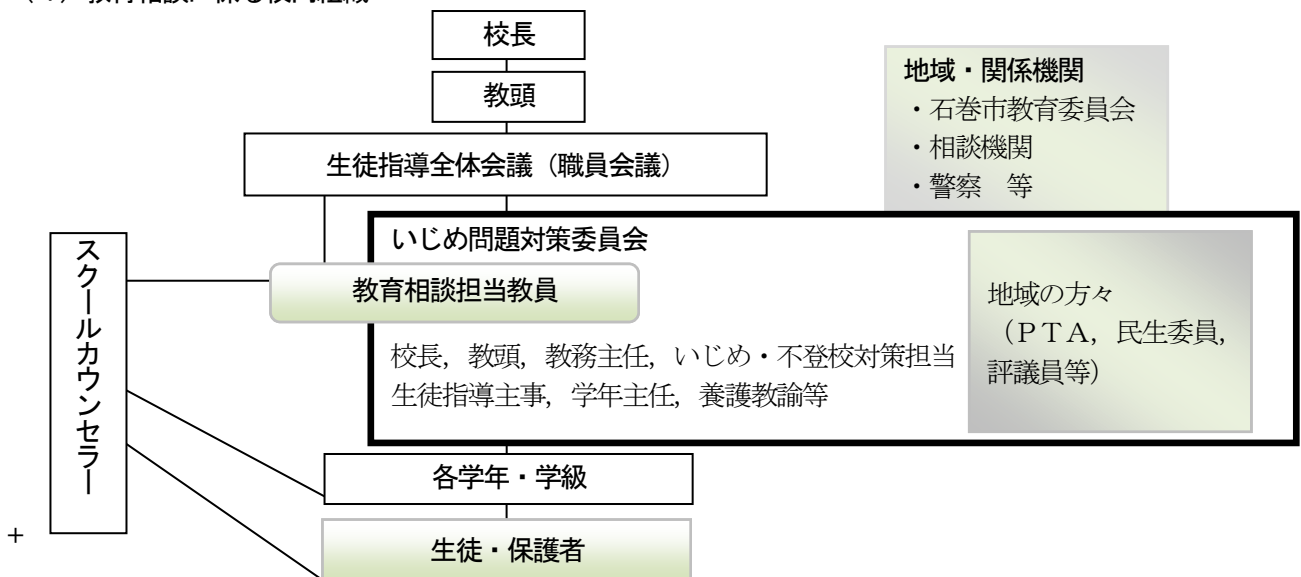 校長
教頭
生徒指導全体会議（職員会議）
地域・関係機関
・石巻市教育委員会
・相談機関
・警察　等
スクールカウンセラー
いじめ問題対策委員会
教育相談担当教員
校長，教頭，教務主任，いじめ・不登校対策担当
生徒指導主事，学年主任，養護教諭等
地域の方々
（ＰＴＡ，民生委員，
評議員等）
各学年・学級
生徒・保護者
+